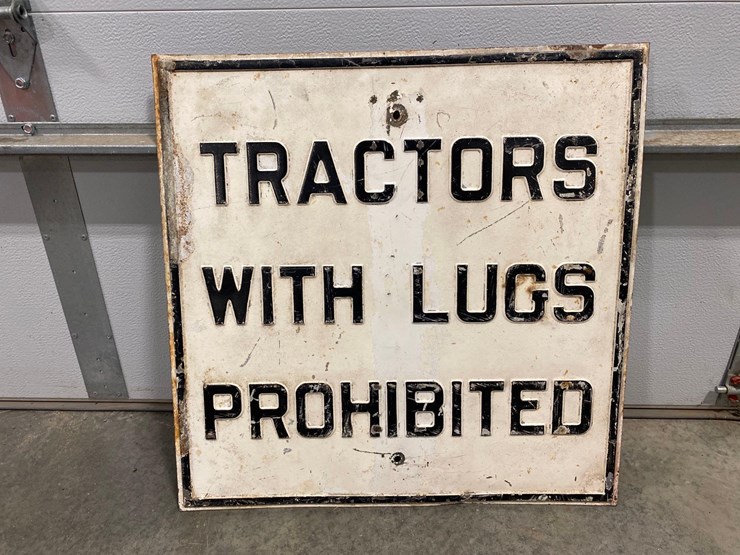 TRACTORS
WITH LUGS
PROHIBITED